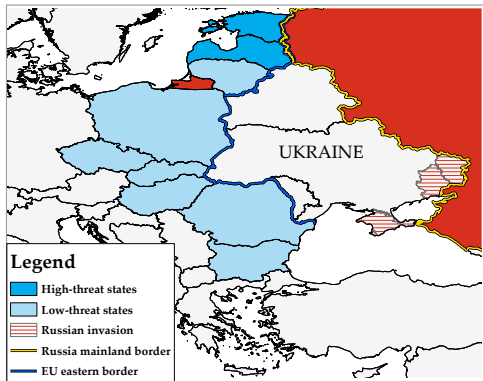 UKRAINE
Legend
High-threat states
Low-threat states
Russian invasion
Russia mainland border
EU eastern border